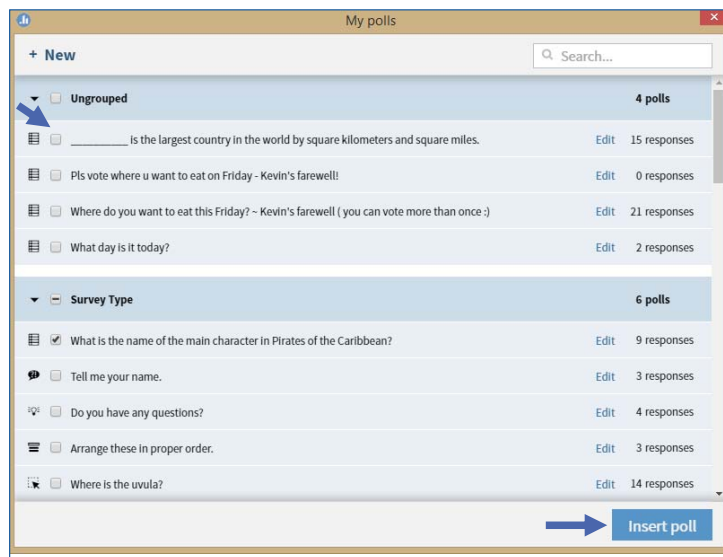 My polls
+ New
Search...
Ungrouped 4 polls
__________ is the largest country in the world by square kilometers and square miles. Edit 15 responses
Pls vote where u want to eat on Friday - Kevin's farewell! Edit 0 responses
Where do you want to eat this Friday? ~ Kevin's farewell ( you can vote more than once :) Edit 21 responses
What day is it today? Edit 2 responses
Survey Type 6 polls
What is the name of the main character in Pirates of the Caribbean? Edit 9 responses
Tell me your name. Edit 3 responses
Do you have any questions? Edit 4 responses
Arrange these in proper order. Edit 3 responses
Where is the uvula? Edit 14 responses
Insert poll